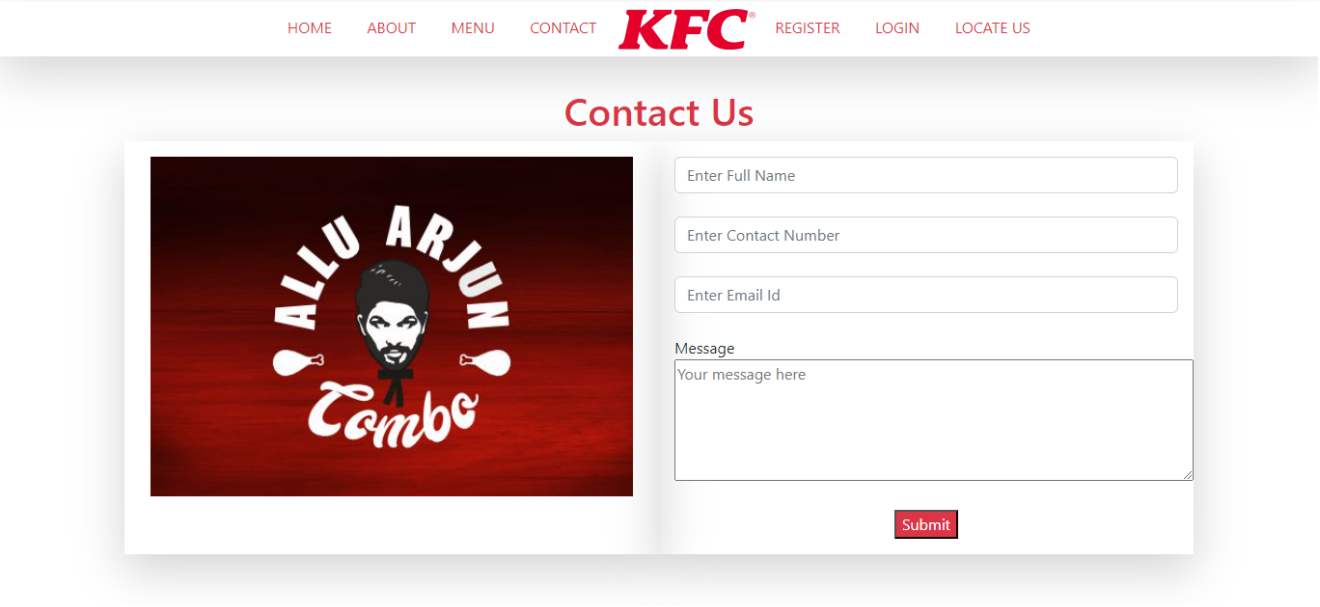 HOME ABOUT MENU CONTACT KFC® REGISTER LOGIN LOCATE US
Contact Us
ALLU ARJUN
Combo
Enter Full Name
Enter Contact Number
Enter Email Id
Message
Your message here
Submit